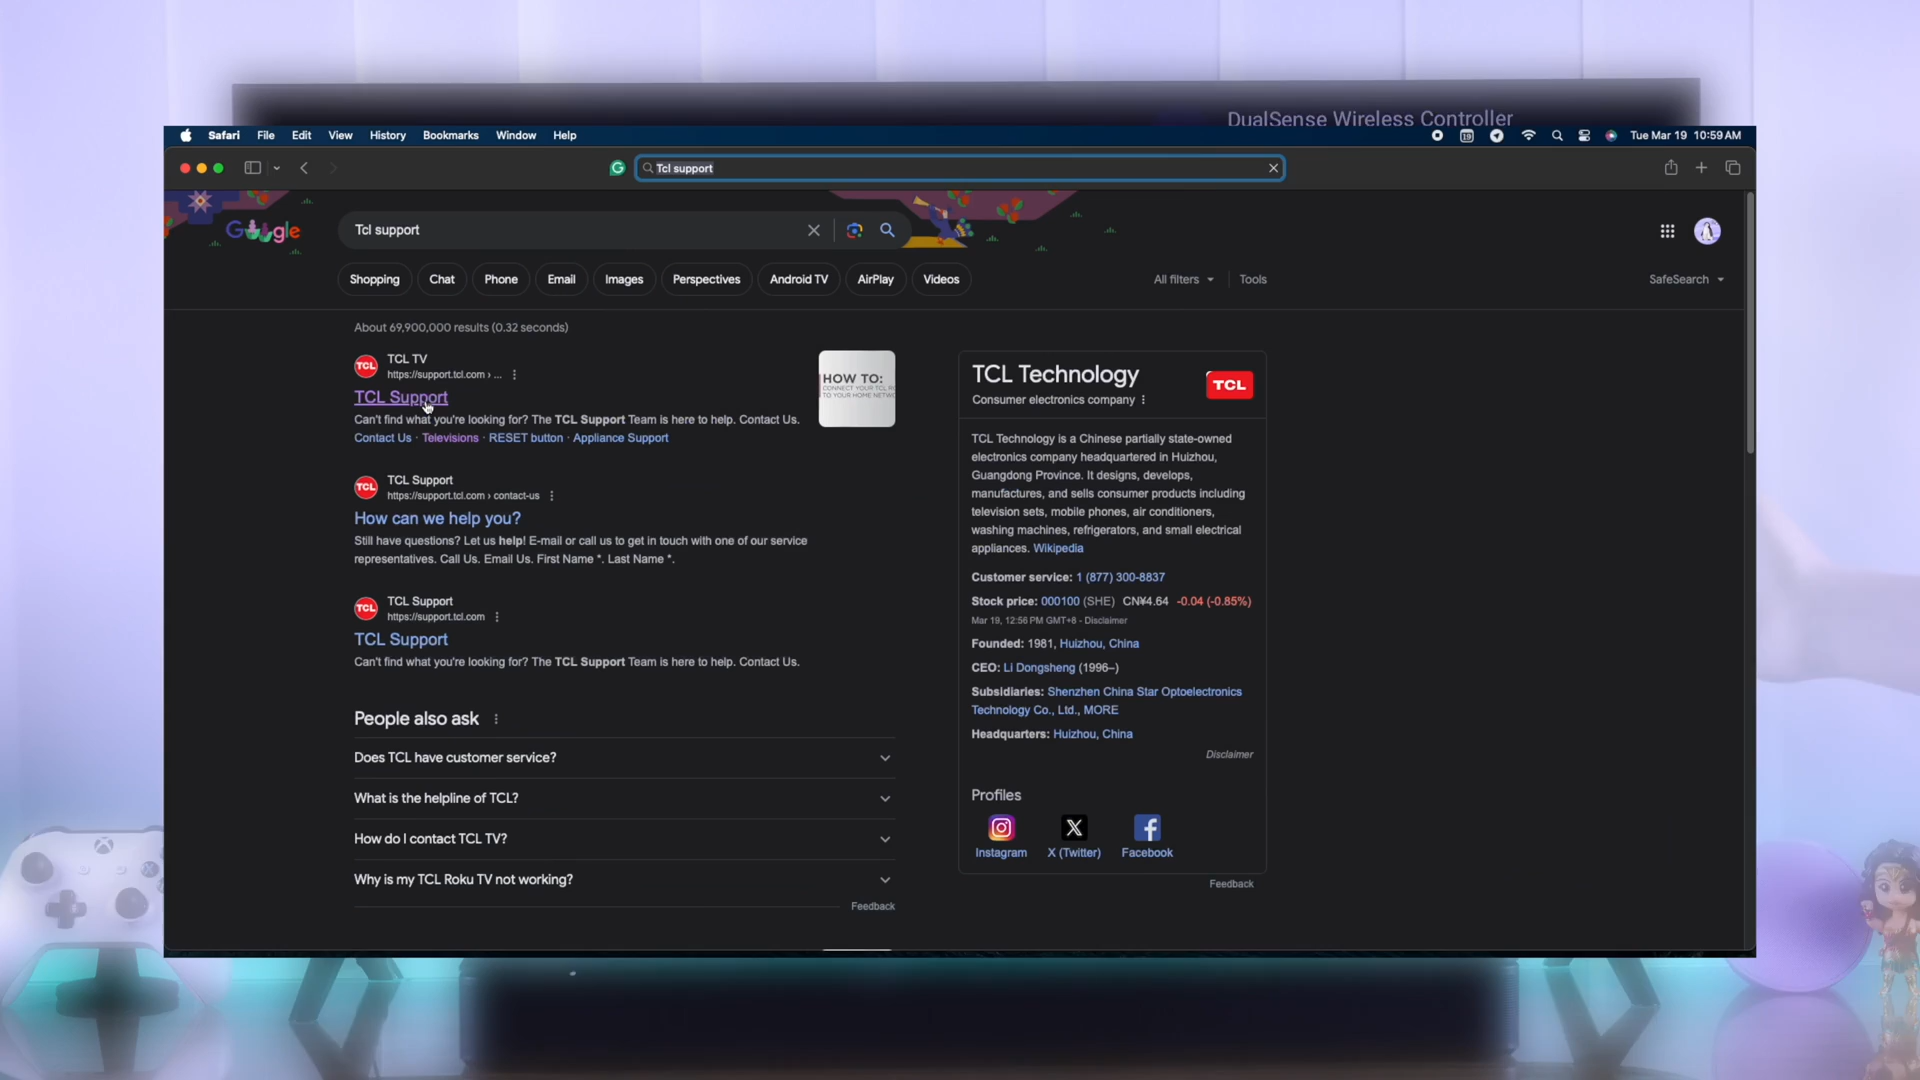 DualSense Wireless Controller
Safari File Edit View History Bookmarks Window Help
19
Tue Mar 19 10:59 AM
Tcl support
Google
Tcl support
Shopping Chat Phone Email Images Perspectives Android TV AirPlay Videos
All filters Tools
SafeSearch
About 69,900,000 results (0.32 seconds)
TCL
TCL TV
https://support.tcl.com › ...
TCL Support
Can't find what you're looking for? The TCL Support Team is here to help. Contact Us.
Contact Us · Televisions · RESET button · Appliance Support
HOW TO:
CONNECT YOUR TCL RO
TO YOUR HOME NETWO
TCL
TCL Support
https://support.tcl.com › contact-us
How can we help you?
Still have questions? Let us help! E-mail or call us to get in touch with one of our service
representatives. Call Us. Email Us. First Name *. Last Name *.
TCL
TCL Support
https://support.tcl.com
TCL Support
Can't find what you're looking for? The TCL Support Team is here to help. Contact Us.
People also ask
Does TCL have customer service?
What is the helpline of TCL?
How do I contact TCL TV?
Why is my TCL Roku TV not working?
Feedback
TCL Technology
Consumer electronics company
TCL
TCL Technology is a Chinese partially state-owned
electronics company headquartered in Huizhou,
Guangdong Province. It designs, develops,
manufactures, and sells consumer products including
television sets, mobile phones, air conditioners,
washing machines, refrigerators, and small electrical
appliances. Wikipedia
Customer service: 1 (877) 300-8837
Stock price: 000100 (SHE) CN¥4.64 -0.04 (-0.85%)
Mar 19, 12:56 PM GMT+8 - Disclaimer
Founded: 1981, Huizhou, China
CEO: Li Dongsheng (1996–)
Subsidiaries: Shenzhen China Star Optoelectronics
Technology Co., Ltd., MORE
Headquarters: Huizhou, China
Disclaimer
Profiles
Instagram X (Twitter) Facebook
Feedback